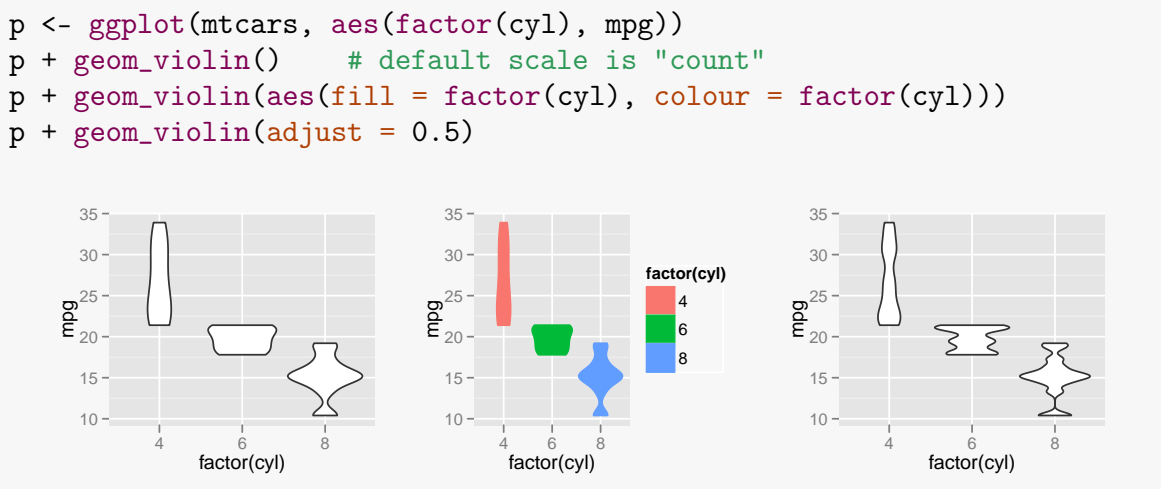 p <- ggplot(mtcars, aes(factor(cyl), mpg))
p + geom_violin()    # default scale is "count"
p + geom_violin(aes(fill = factor(cyl), colour = factor(cyl)))
p + geom_violin(adjust = 0.5)
35
30
25
20
15
10
mpg
4 6 8
factor(cyl)
35
30
25
20
15
10
mpg
4 6 8
factor(cyl)
factor(cyl)
4
6
8
35
30
25
20
15
10
mpg
4 6 8
factor(cyl)